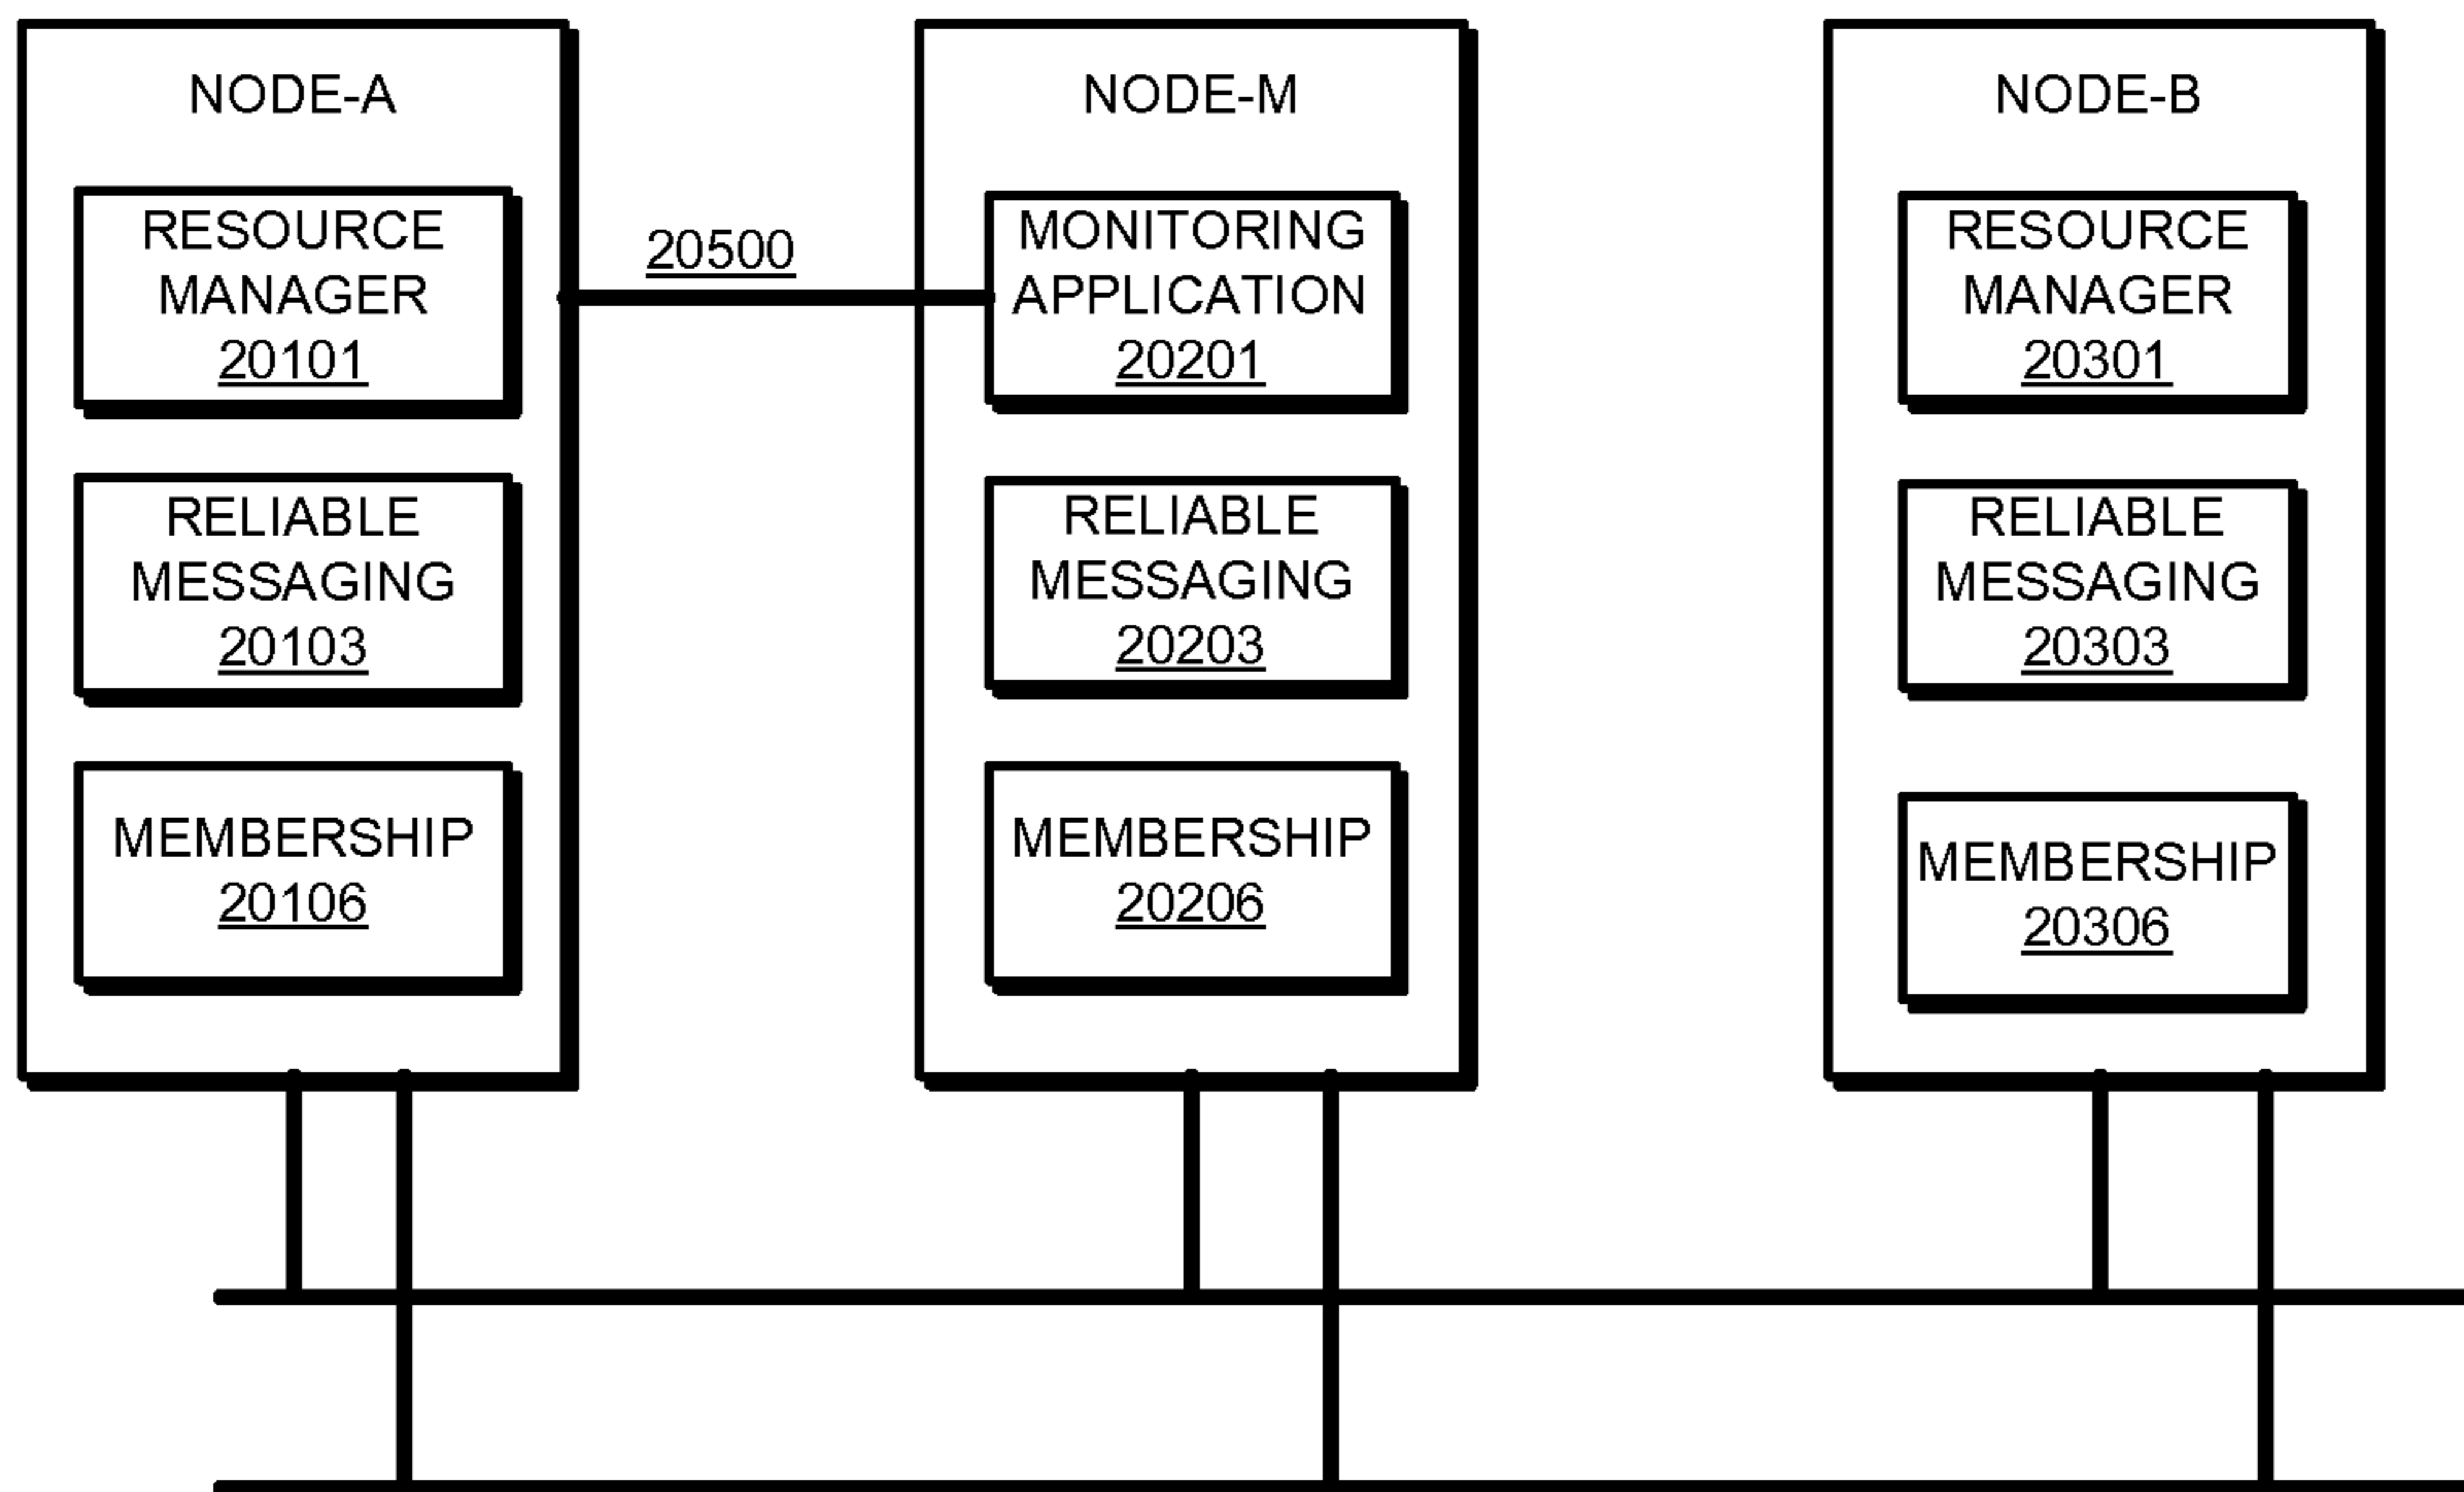 NODE-A
RESOURCE
MANAGER
20101
RELIABLE
MESSAGING
20103
MEMBERSHIP
20106
20500
NODE-M
MONITORING
APPLICATION
20201
RELIABLE
MESSAGING
20203
MEMBERSHIP
20206
NODE-B
RESOURCE
MANAGER
20301
RELIABLE
MESSAGING
20303
MEMBERSHIP
20306